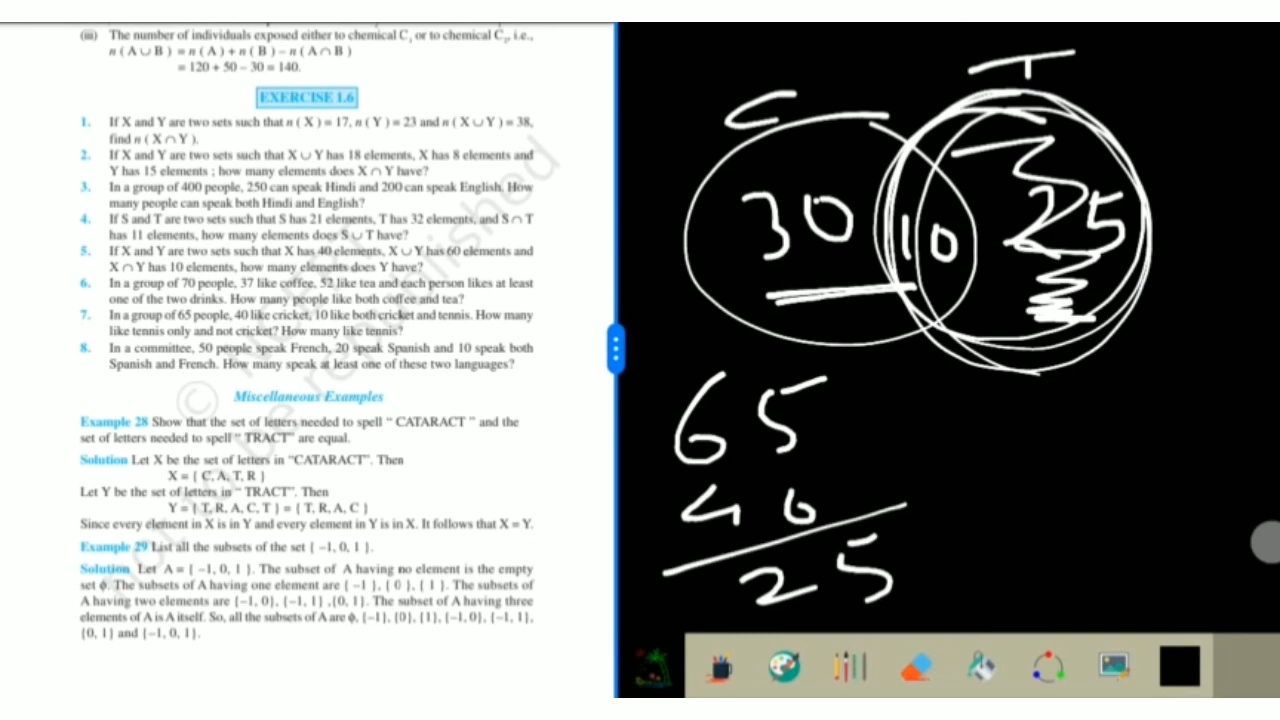 (iii) The number of individuals exposed either to chemical C₁ or to chemical C₂, i.e.,
n ( A ∪ B ) = n ( A ) + n ( B ) – n ( A ∩ B )
= 120 + 50 – 30 = 140.
EXERCISE 1.6
1. If X and Y are two sets such that n ( X ) = 17, n ( Y ) = 23 and n ( X ∪ Y ) = 38,
find n ( X ∩ Y ).
2. If X and Y are two sets such that X ∪ Y has 18 elements, X has 8 elements and
Y has 15 elements ; how many elements does X ∩ Y have?
3. In a group of 400 people, 250 can speak Hindi and 200 can speak English. How
many people can speak both Hindi and English?
4. If S and T are two sets such that S has 21 elements, T has 32 elements, and S ∩ T
has 11 elements, how many elements does S ∪ T have?
5. If X and Y are two sets such that X has 40 elements, X ∪ Y has 60 elements and
X ∩ Y has 10 elements, how many elements does Y have?
6. In a group of 70 people, 37 like coffee, 52 like tea and each person likes at least
one of the two drinks. How many people like both coffee and tea?
7. In a group of 65 people, 40 like cricket, 10 like both cricket and tennis. How many
like tennis only and not cricket? How many like tennis?
8. In a committee, 50 people speak French, 20 speak Spanish and 10 speak both
Spanish and French. How many speak at least one of these two languages?
Miscellaneous Examples
Example 28 Show that the set of letters needed to spell “ CATARACT ” and the
set of letters needed to spell “ TRACT” are equal.
Solution Let X be the set of letters in “CATARACT”. Then
X = { C, A, T, R }
Let Y be the set of letters in “ TRACT”. Then
Y = { T, R, A, C, T } = { T, R, A, C }
Since every element in X is in Y and every element in Y is in X. It follows that X = Y.
Example 29 List all the subsets of the set { –1, 0, 1 }.
Solution Let A = { –1, 0, 1 }. The subset of A having no element is the empty
set ϕ. The subsets of A having one element are { –1 }, { 0 }, { 1 }. The subsets of
A having two elements are {–1, 0}, {–1, 1} ,{0, 1}. The subset of A having three
elements of A is A itself. So, all the subsets of A are ϕ, {–1}, {0}, {1}, {–1, 0}, {–1, 1},
{0, 1} and {–1, 0, 1}.
C T
30 10 25
65
40
25